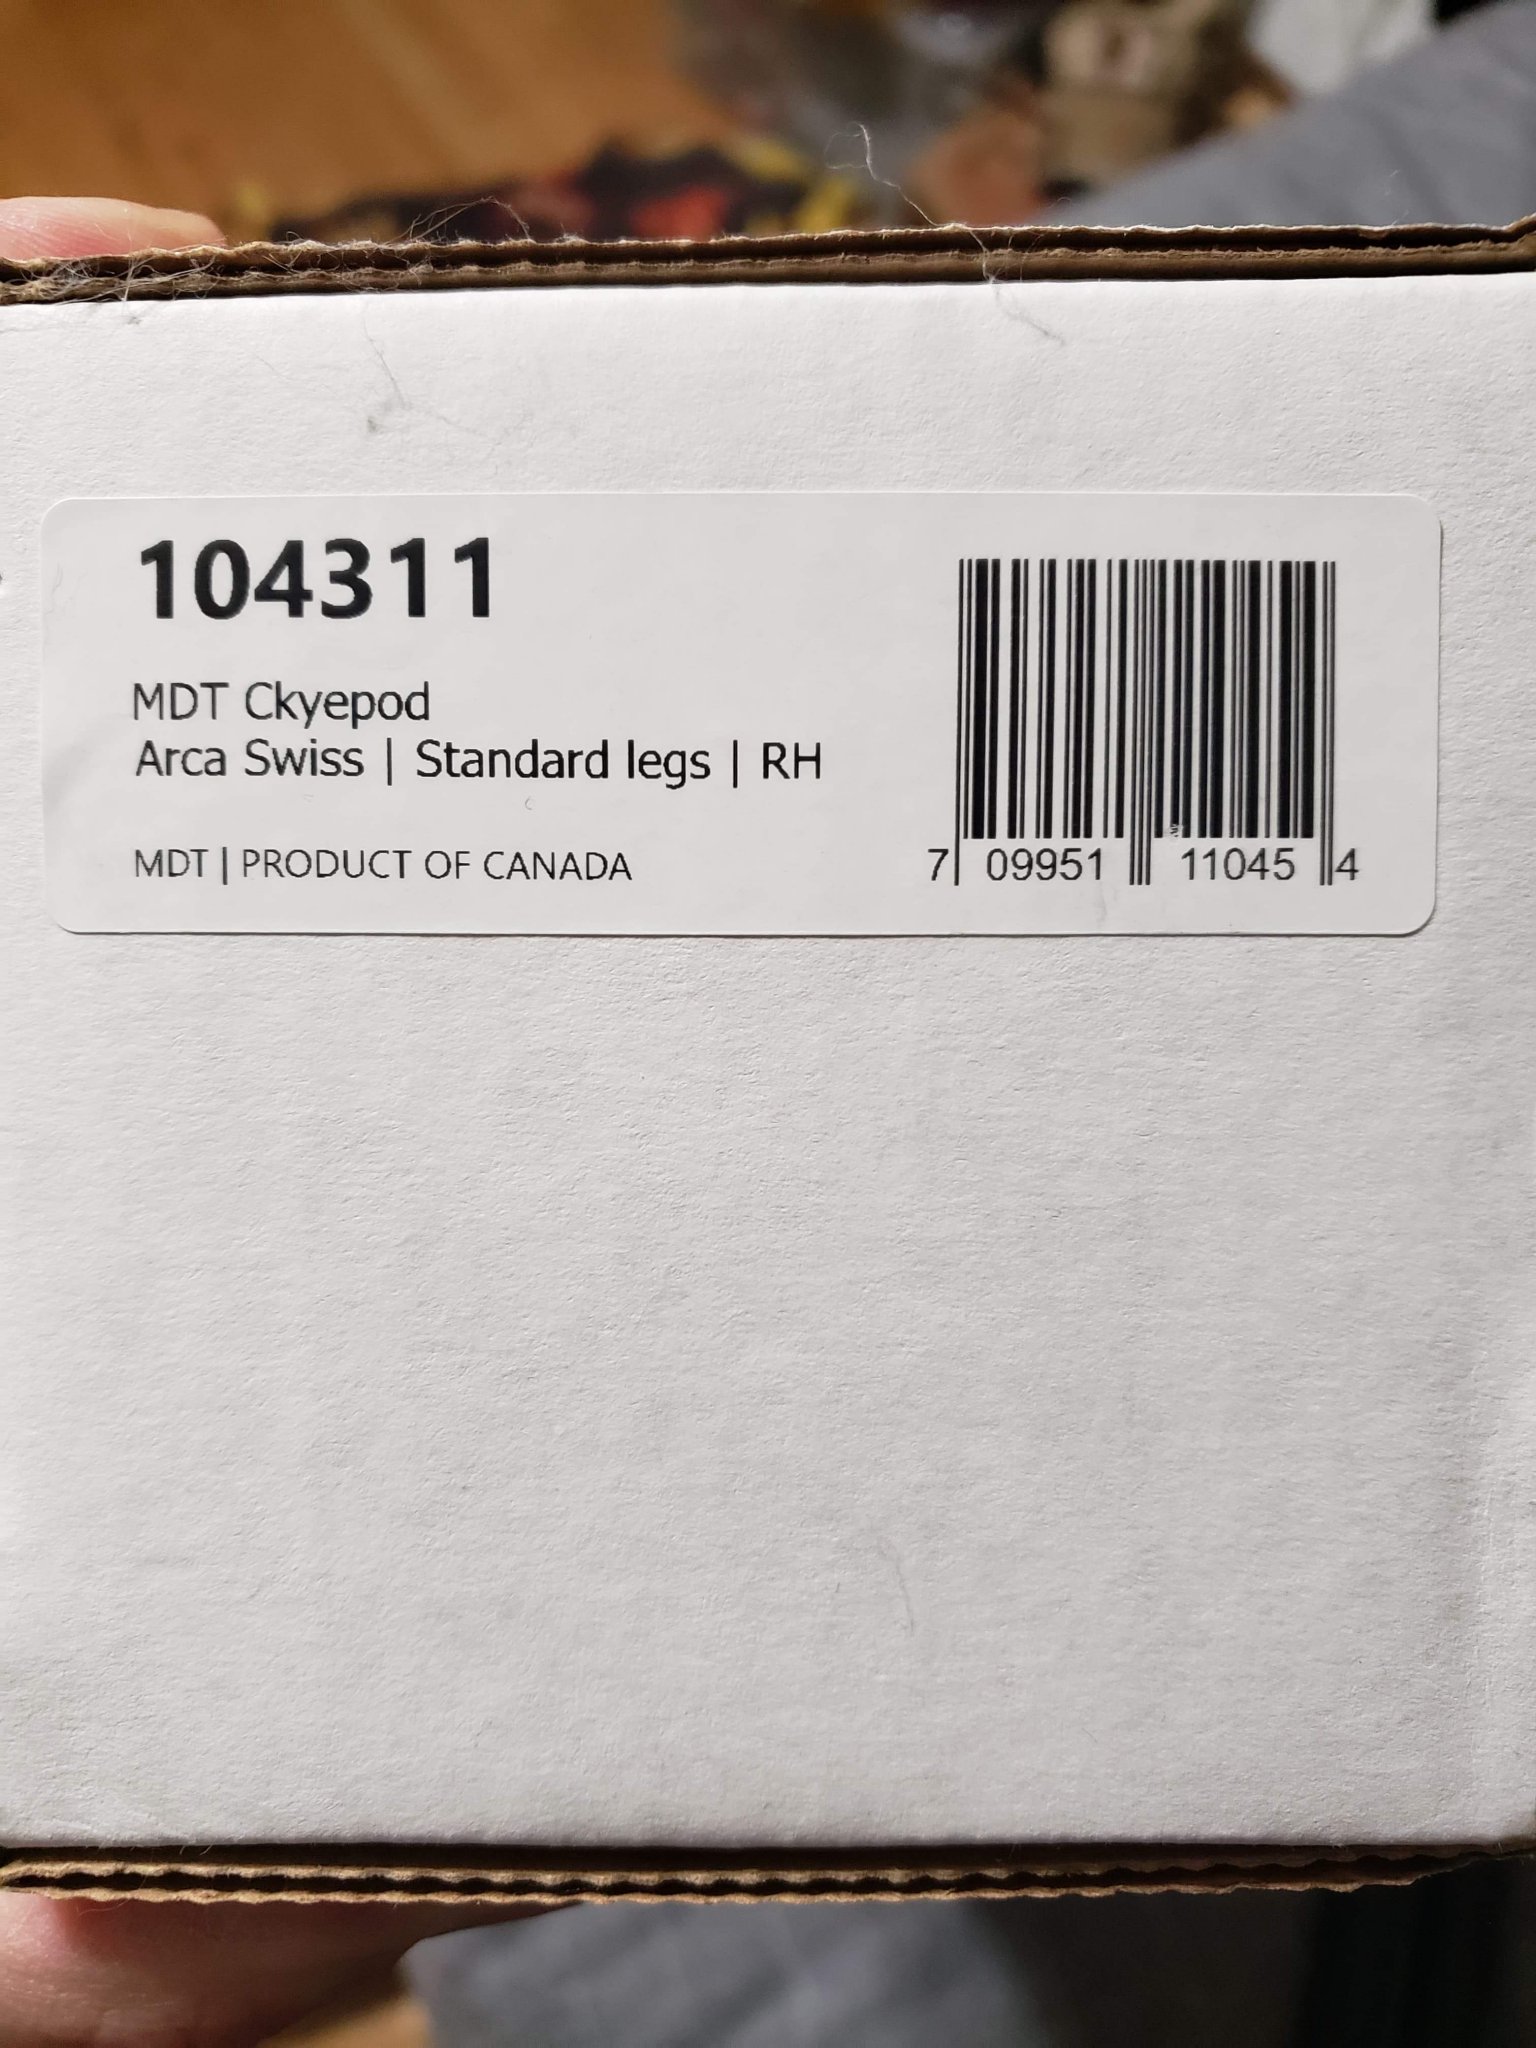 104311
MDT Ckyepod
Arca Swiss | Standard legs | RH
MDT | PRODUCT OF CANADA
7 09951 11045 4